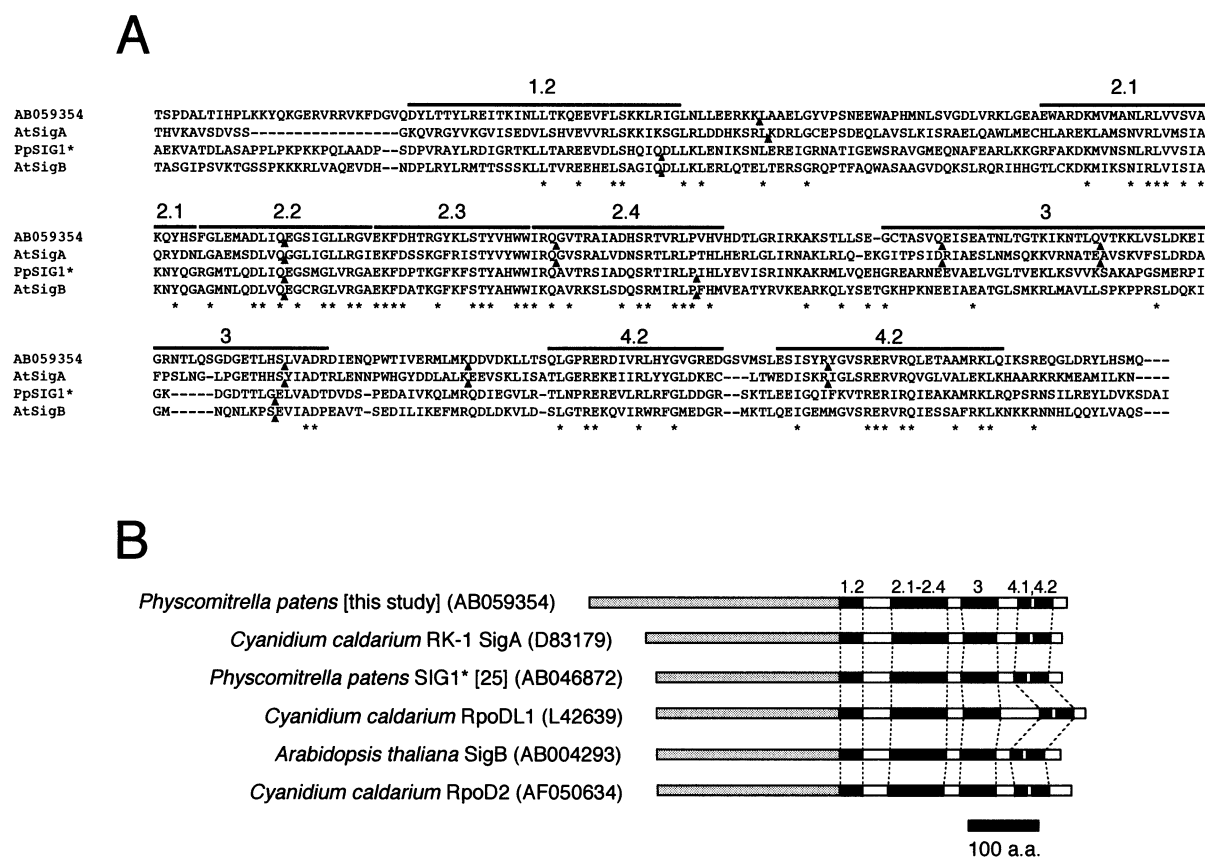 A
1.2 2.1
AB059354 TSPDALTIHPLKKYQKGERVRRVKFDGVQDYLTTYLREITKINLLTKQEEVFLSKKLRIGLNLLEERKKLAAELGYVPSNEEWAPHMNLSVGDLVRKLGEAEWARDKMVMANLRLVVSVA
AtSigA THVKAVSDVSS----------------GKQVRGYVKGVISEDVVLVRLSKKIKSGLRLDDHKSRLKDRLGCEPSDEQLAVSLKISRAELQAWLMECHLAREKLAMSNVRLVMSIA
PpSIG1* AEKVATDLASAPPLPKPKKPQLAADP--SDPVRAYLRDIGRTKLLTAREEVDLSHQIQDLLKLENIKSNLEREIGRNATIGEWSRAVGMEQNAFEARLKKGRFAKDKMVNSNLRLVVSIA
AtSigB TASGIPSVKTGSSPKKKRLVAQEVDH--NDPLRYLRMTTSSSKLLTVREEHELSAGIQDLLKLERLQTELTERSGRQPTFAQWASAAGVDQKSLRQRIHHGTLCKDKMIKSNIRLVISIA
2.1 2.2 2.3 2.4 3
AB059354 KQYHSFGLEMADLIQEGSIGLLRGVEKFDHTRGYKLSTYVHWWIRQGVTRAIADHSRTVRLPVHVHDTLGRIRKAKSTLLSE-GCTASVQEISEATNLTGTKIKNTLQVTKKLVSLDKEI
AtSigA QRYDNLGAEMSDLVQGGLIGLLRGIEKFDSSKGFRISTYVYWWIRQGVSRALVDNSRTLRLPTHLHERLGLIRNAKLRLQ-EKGITPSIDRIAESLNMSQKKVRNATEAVSKVFSLDRDA
PpSIG1* KNYQGRGMTLQDLIQEGSMGLVRGAEKFDPTKGFKFSTYAHWWIRQAVTRSIADQSRTIRLPIHLYEVISRINKAKRMLVQEHGREARNEEVAELVGLTVEKLKSVVKSAKAPGSMERPI
AtSigB KNYQGAGMNLQDLVQEGCRGLVRGAEKFDATKGFKFSTYAHWWIKQAVRKSLSDQSRMIRLPFHMVEATYRVKEARKQLYSETGKHPKNEEIAEATGLSMKRLMAVLLSPKPPRSLDQKI
3 4.2 4.2
AB059354 GRNTLQSGDGETLHSLVADRDIENQPWTIVERMLMKDDVDKLLTSQLGPRERDIVRLHYGVGREDGSVMSLESISYRYGVSRERVRQLETAAMRKLQIKSREQGLDRYLHSMQ---
AtSigA FPSLNG-LPGETHHSYIADTRLENNPWHGYDDLALKEEVSKLISATLGEREKEIIRLYYGLDKEC--LTWEDISKRIGLSRERVRQVGLVALEKLKHAARKRKMEAMILKN----
PpSIG1* GK-----DGDTTLGELVADTDVDS-PEDAIVKQLMRQDIEGVLR-TLNPREREVLRLRFGLDDGR--SKTLEEIGQIFKVTRERIRQIEAKAMRKLRQPSRNSILREYLDVKSDAI
AtSigB GM-----NQNLKPSEVIADPEAVT-SEDILIKEFMRQDLDKVLD-SLGTREKQVIRWRFGMEDGR--MKTLQEIGEMMGVSRERVRQIESSAFRKLKNKKRNNHLQQYLVAQS---
B
1.2 2.1-2.4 3 4.1,4.2
Physcomitrella patens [this study] (AB059354)
Cyanidium caldarium RK-1 SigA (D83179)
Physcomitrella patens SIG1* [25] (AB046872)
Cyanidium caldarium RpoDL1 (L42639)
Arabidopsis thaliana SigB (AB004293)
Cyanidium caldarium RpoD2 (AF050634)
100 a.a.